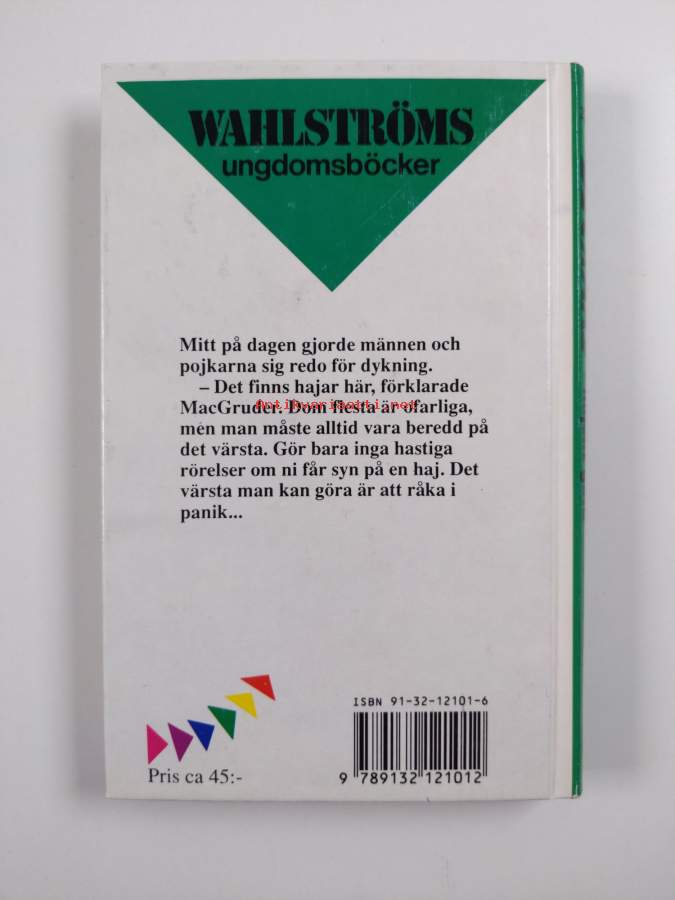 WAHLSTRÖMS
ungdomsböcker
Mitt på dagen gjorde männen och
pojkarna sig redo för dykning.
– Det finns hajar här, förklarade
MacGruder. Dom flesta är ofarliga,
Antikvariaatti.net
men man måste alltid vara beredd på
det värsta. Gör bara inga hastiga
rörelser om ni får syn på en haj. Det
värsta man kan göra är att råka i
panik...
ISBN 91-32-12101-6
Pris ca 45:-
9 789132 121012